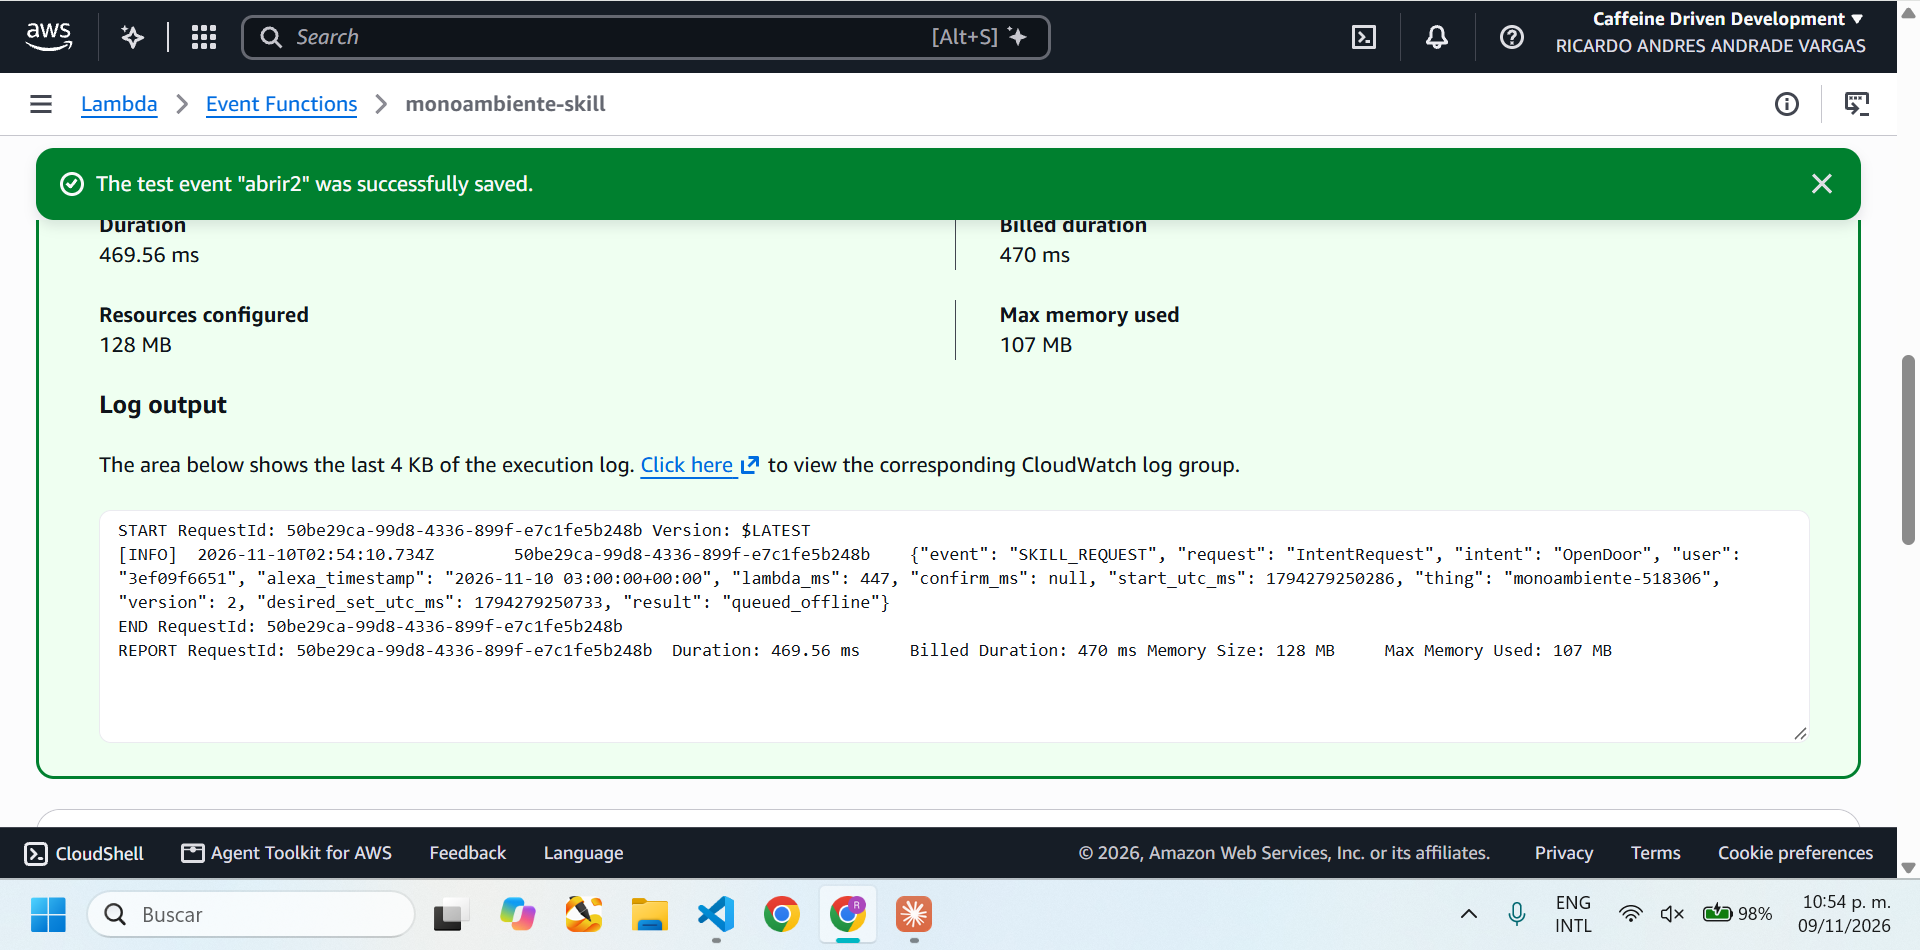 aws
Search
[Alt+S]
Caffeine Driven Development
RICARDO ANDRES ANDRADE VARGAS
Lambda
Event Functions
monoambiente-skill
The test event "abrir2" was successfully saved.
Duration
469.56 ms
Billed duration
470 ms
Resources configured
128 MB
Max memory used
107 MB
Log output
The area below shows the last 4 KB of the execution log. Click here to view the corresponding CloudWatch log group.
START RequestId: 50be29ca-99d8-4336-899f-e7c1fe5b248b Version: $LATEST
[INFO] 2026-11-10T02:54:10.734Z 50be29ca-99d8-4336-899f-e7c1fe5b248b {"event": "SKILL_REQUEST", "request": "IntentRequest", "intent": "OpenDoor", "user":
"3ef09f6651", "alexa_timestamp": "2026-11-10 03:00:00+00:00", "lambda_ms": 447, "confirm_ms": null, "start_utc_ms": 1794279250286, "thing": "monoambiente-518306",
"version": 2, "desired_set_utc_ms": 1794279250733, "result": "queued_offline"}
END RequestId: 50be29ca-99d8-4336-899f-e7c1fe5b248b
REPORT RequestId: 50be29ca-99d8-4336-899f-e7c1fe5b248b Duration: 469.56 ms Billed Duration: 470 ms Memory Size: 128 MB Max Memory Used: 107 MB
CloudShell
Agent Toolkit for AWS
Feedback
Language
© 2026, Amazon Web Services, Inc. or its affiliates.
Privacy
Terms
Cookie preferences
Buscar
R
ENG
INTL
98%
10:54 p. m.
09/11/2026